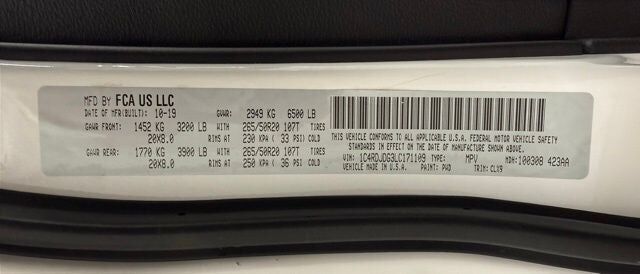 MFD BY FCA US LLC
DATE OF MFR(BUILT): 10-19 GVWR: 2949 KG 6500 LB
GAWR FRONT: 1452 KG 3200 LB WITH 265/50R20 107T TIRES
20X8.0 RIMS AT 230 KPA ( 33 PSI) COLD
GAWR REAR: 1770 KG 3900 LB WITH 265/50R20 107T TIRES
20X8.0 RIMS AT 250 KPA ( 36 PSI) COLD
THIS VEHICLE CONFORMS TO ALL APPLICABLE U.S.A. FEDERAL MOTOR VEHICLE SAFETY
STANDARDS IN EFFECT ON THE DATE OF MANUFACTURE SHOWN ABOVE.
VIN: 1C4RDJDG3LC171109 TYPE: MPV MDH: 100308 423AA
VEHICLE MADE IN U.S.A. PAINT: PWD TRIM: CLX9